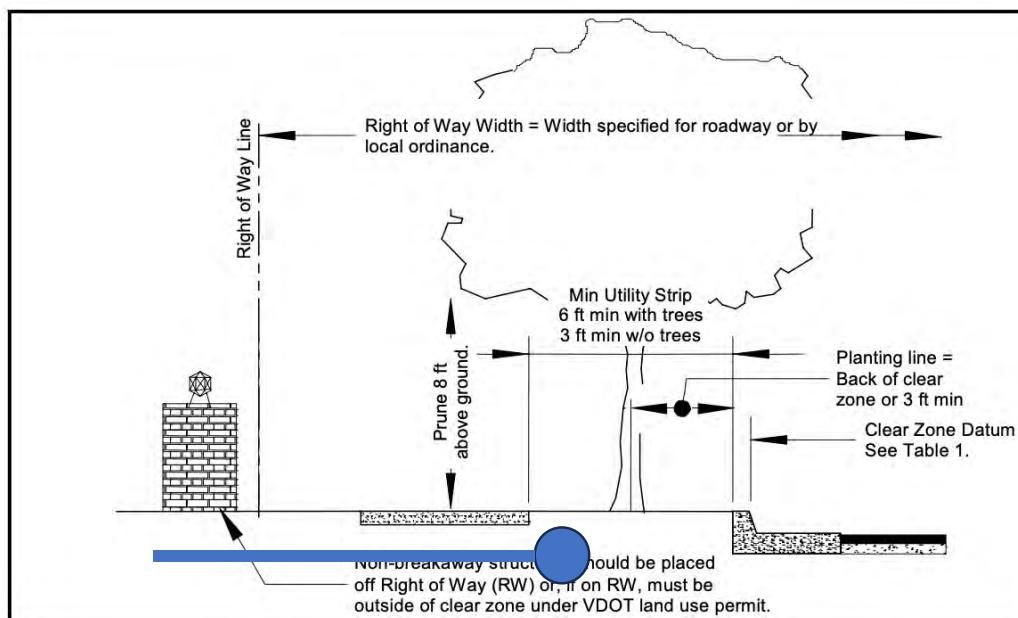 Right of Way Line
Right of Way Width = Width specified for roadway or by
local ordinance.
Min Utility Strip
6 ft min with trees
3 ft min w/o trees
Prune 8 ft
above ground.
Planting line =
Back of clear
zone or 3 ft min
Clear Zone Datum
See Table 1.
Non-breakaway hould be placed
off Right of Way (RW) or, if on RW, must be
outside of clear zone under VDOT land use permit.